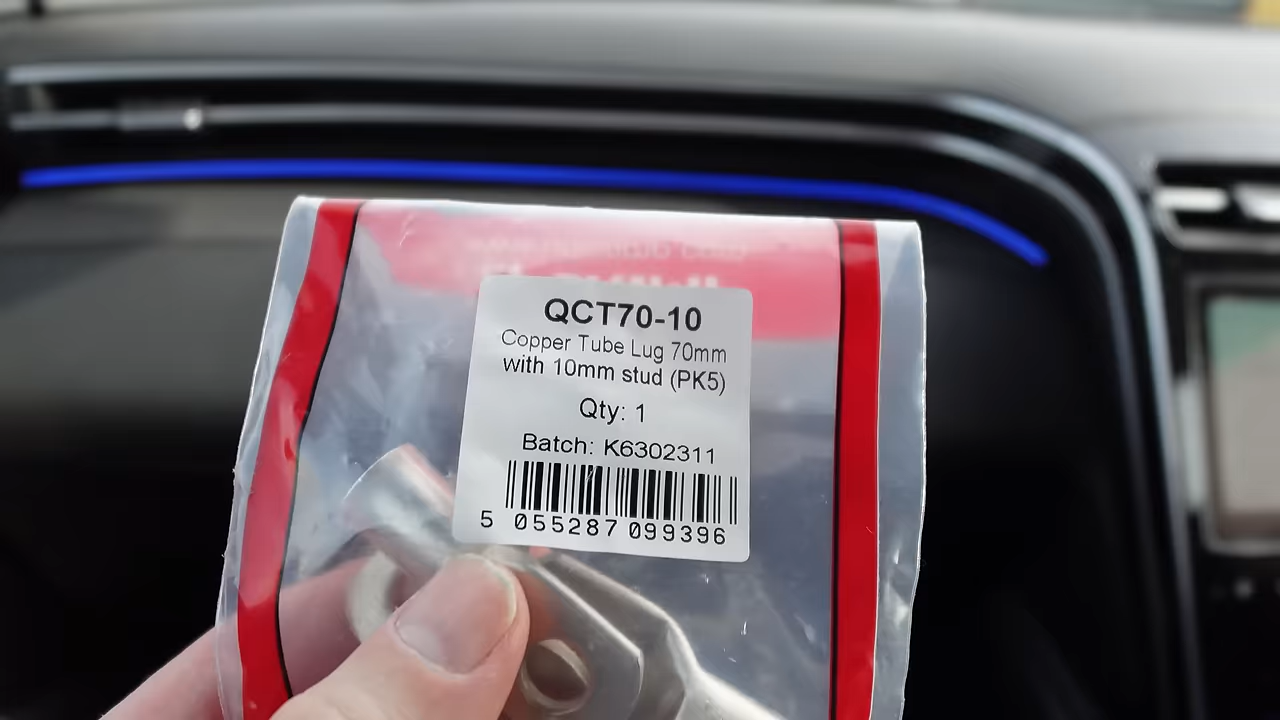 QCT70-10
Copper Tube Lug 70mm
with 10mm stud (PK5)
Qty: 1
Batch: K6302311
5 055287 099396